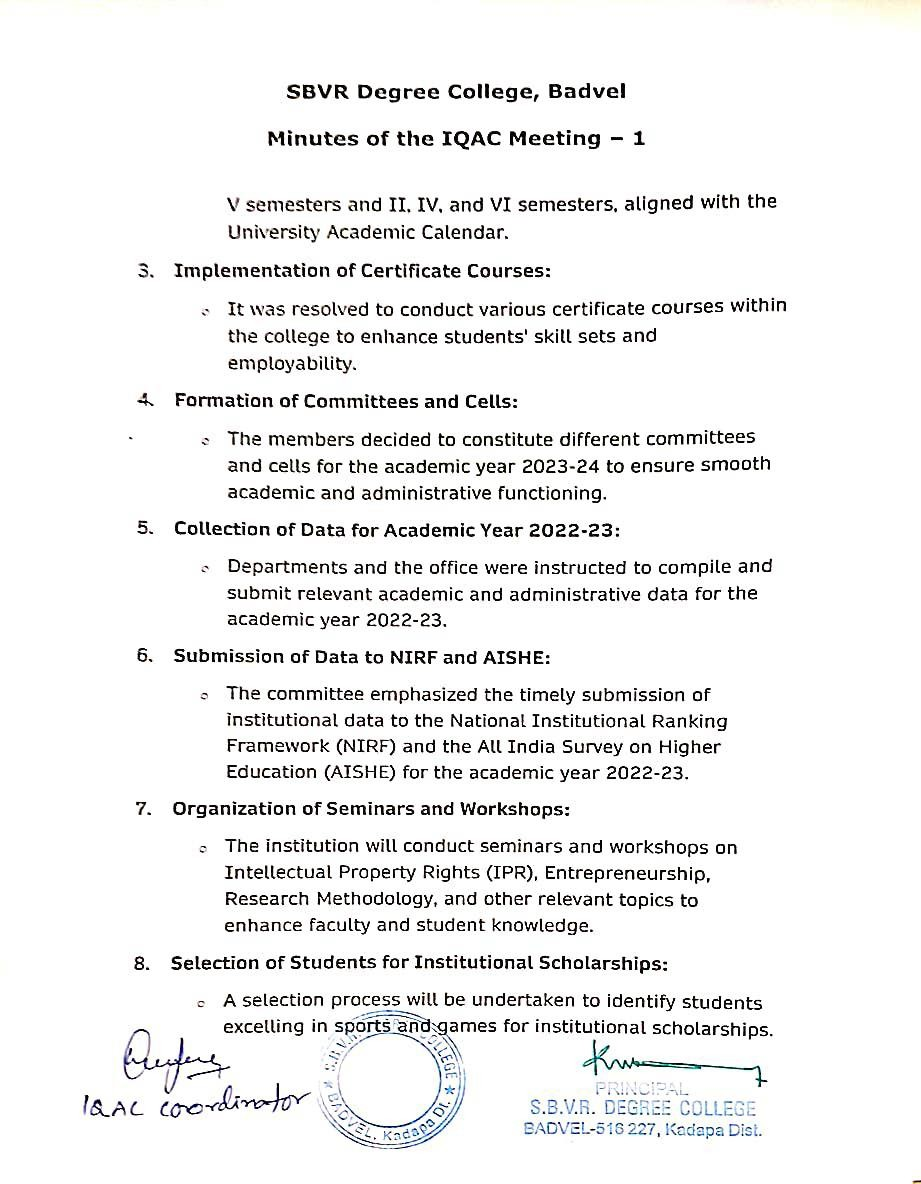 SBVR Degree College, Badvel
Minutes of the IQAC Meeting – 1
V semesters and II, IV, and VI semesters, aligned with the
University Academic Calendar.
3. Implementation of Certificate Courses:
○ It was resolved to conduct various certificate courses within
the college to enhance students' skill sets and
employability.
4. Formation of Committees and Cells:
○ The members decided to constitute different committees
and cells for the academic year 2023-24 to ensure smooth
academic and administrative functioning.
5. Collection of Data for Academic Year 2022-23:
○ Departments and the office were instructed to compile and
submit relevant academic and administrative data for the
academic year 2022-23.
6. Submission of Data to NIRF and AISHE:
○ The committee emphasized the timely submission of
institutional data to the National Institutional Ranking
Framework (NIRF) and the All India Survey on Higher
Education (AISHE) for the academic year 2022-23.
7. Organization of Seminars and Workshops:
○ The institution will conduct seminars and workshops on
Intellectual Property Rights (IPR), Entrepreneurship,
Research Methodology, and other relevant topics to
enhance faculty and student knowledge.
8. Selection of Students for Institutional Scholarships:
○ A selection process will be undertaken to identify students
excelling in sports and games for institutional scholarships.
IQAC coordinator
S.B.V.R. COLLEGE
★ BADVEL, Kadapa Dt. ★
PRINCIPAL
S.B.V.R. DEGREE COLLEGE
BADVEL-516 227, Kadapa Dist.